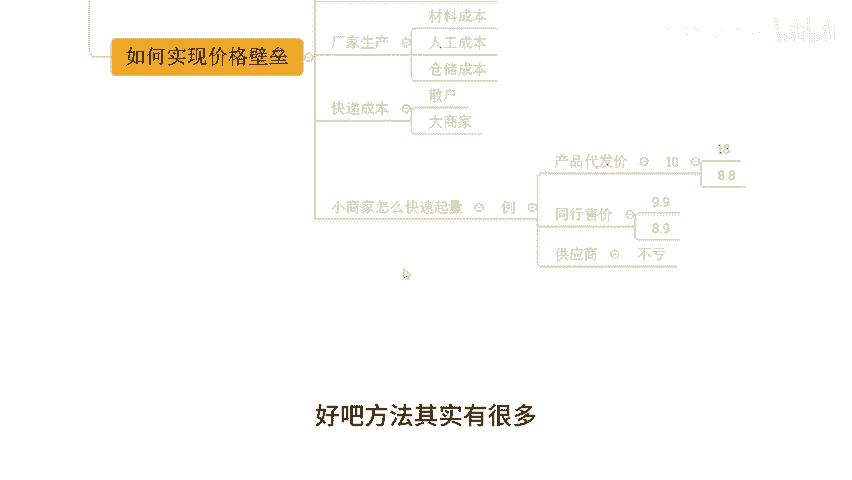 材料成本
如何实现价格壁垒
厂家生产
人工成本
仓储成本
快递成本
散户
大商家
小商家怎么快速起量
例
产品代发价
10
18
8.8
同行售价
9.9
8.9
供应商
不亏
好吧方法其实有很多
bilibili